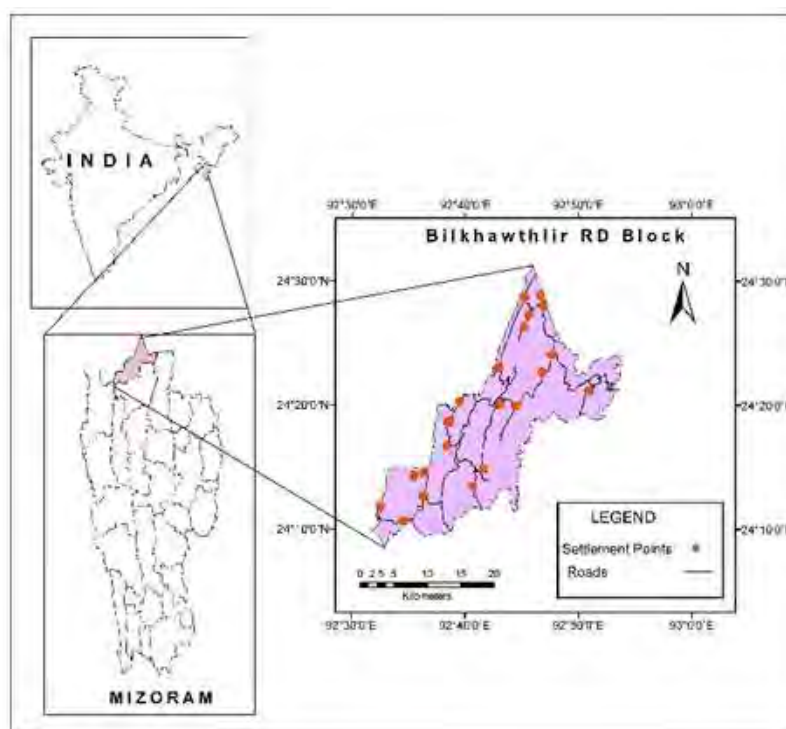 INDIA
92°30'0"E 92°40'0"E 92°50'0"E 93°0'0"E
Bilkhawthlir RD Block
N
24°30'0"N 24°30'0"N
24°20'0"N 24°20'0"N
24°10'0"N 24°10'0"N
LEGEND
Settlement Points
Roads
0 2.5 5 10 15 20
Kilometers
92°30'0"E 92°40'0"E 92°50'0"E 93°0'0"E
MIZORAM